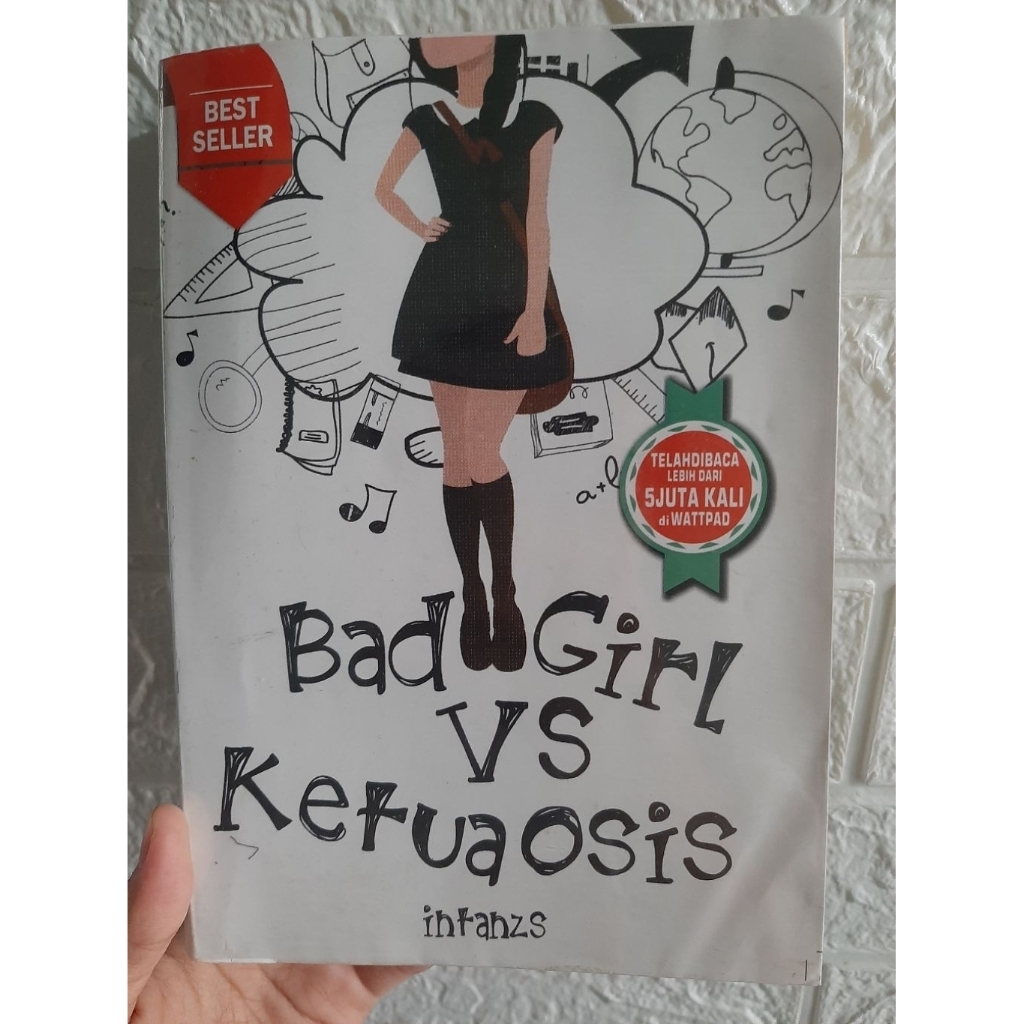 BEST
SELLER
a+b
TELAHDIBACA
LEBIH DARI
5JUTA KALI
di WATTPAD
Bad Girl
VS
Ketuaosis
intanzs